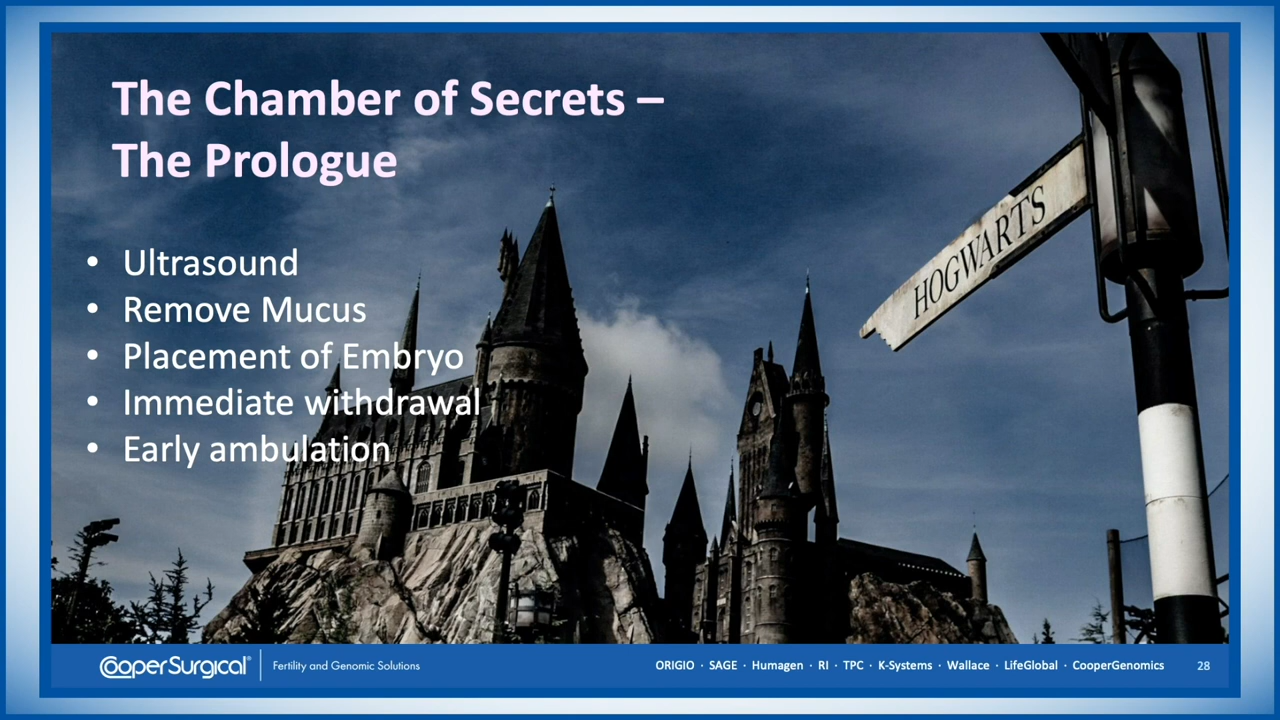 The Chamber of Secrets –
The Prologue
• Ultrasound
• Remove Mucus
• Placement of Embryo
• Immediate withdrawal
• Early ambulation
HOGWARTS
CooperSurgical® Fertility and Genomic Solutions
ORIGIO · SAGE · Humagen · RI · TPC · K-Systems · Wallace · LifeGlobal · CooperGenomics 28